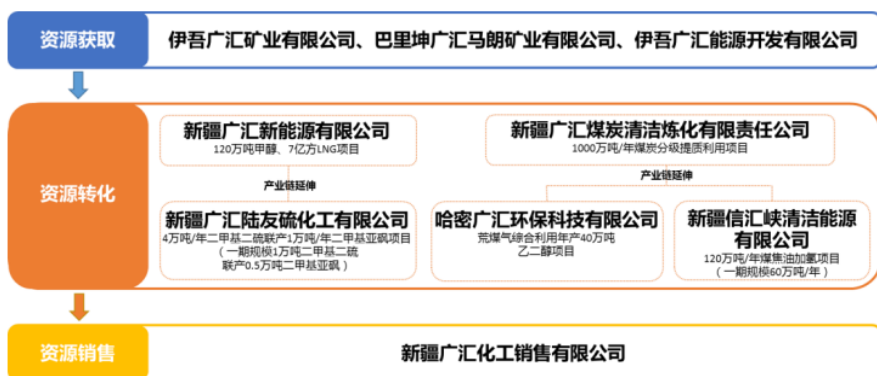 资源获取
伊吾广汇矿业有限公司、巴里坤广汇马朗矿业有限公司、伊吾广汇能源开发有限公司
资源转化
新疆广汇新能源有限公司
120万吨甲醇、7亿方LNG项目
新疆广汇煤炭清洁炼化有限责任公司
1000万吨/年煤炭分级提质利用项目
产业链延伸
产业链延伸
新疆广汇陆友硫化工有限公司
4万吨/年二甲基二硫联产1万吨/年二甲基亚砜项目
（一期规模1万吨二甲基二硫
联产0.5万吨二甲基亚砜）
哈密广汇环保科技有限公司
荒煤气综合利用年产40万吨
乙二醇项目
新疆信汇峡清洁能源
有限公司
120万吨/年煤焦油加氢项目
（一期规模60万吨/年）
资源销售
新疆广汇化工销售有限公司